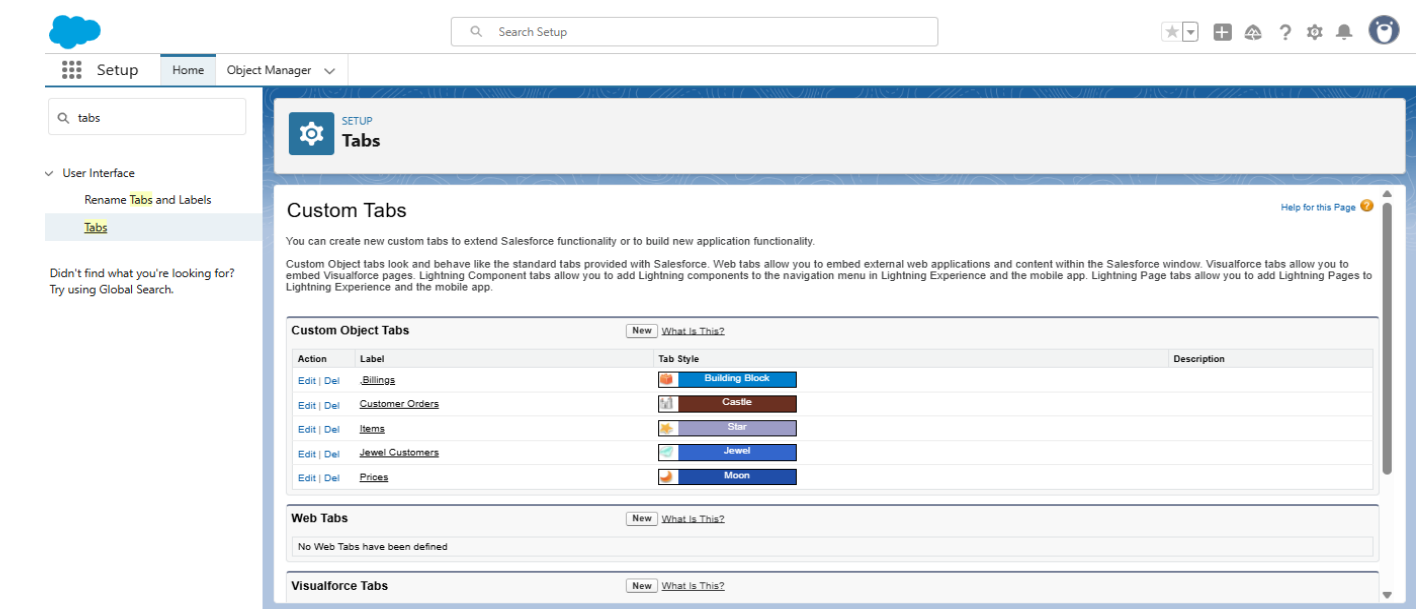 Search Setup
Setup
Home
Object Manager
tabs
User Interface
Rename Tabs and Labels
Tabs
Didn't find what you're looking for?
Try using Global Search.
SETUP
Tabs
Custom Tabs
Help for this Page
You can create new custom tabs to extend Salesforce functionality or to build new application functionality.
Custom Object tabs look and behave like the standard tabs provided with Salesforce. Web tabs allow you to embed external web applications and content within the Salesforce window. Visualforce tabs allow you to
embed Visualforce pages. Lightning Component tabs allow you to add Lightning components to the navigation menu in Lightning Experience and the mobile app. Lightning Page tabs allow you to add Lightning Pages to
Lightning Experience and the mobile app.
Custom Object Tabs New What Is This?
Action Label Tab Style Description
Edit | Del ,Billings Building Block
Edit | Del Customer Orders Castle
Edit | Del Items Star
Edit | Del Jewel Customers Jewel
Edit | Del Prices Moon
Web Tabs New What Is This?
No Web Tabs have been defined
Visualforce Tabs New What Is This?